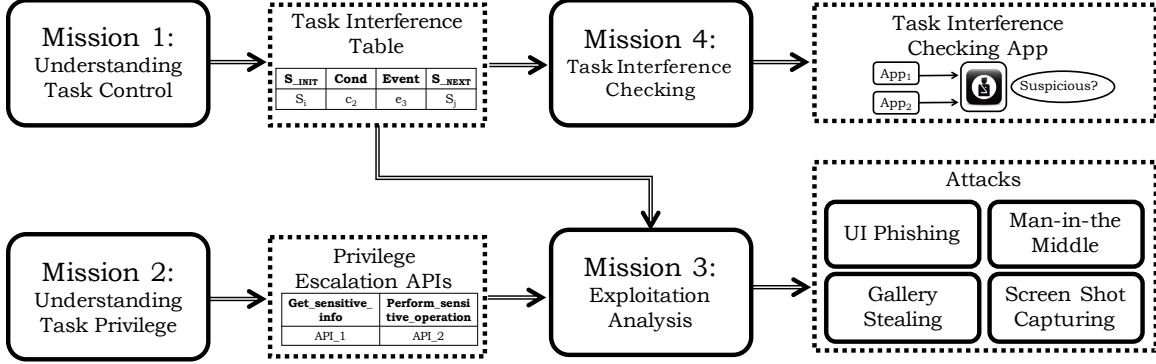 Mission 1:
Understanding
Task Control
Task Interference
Table
S_INIT Cond Event S_NEXT
Si c2 e3 Sj
Mission 4:
Task Interference
Checking
Task Interference
Checking App
App1
App2
Suspicious?
Mission 2:
Understanding
Task Privilege
Privilege
Escalation APIs
Get_sensitive_ Perform_sensi
info tive_operation
API_1 API_2
Mission 3:
Exploitation
Analysis
Attacks
UI Phishing
Man-in-the
Middle
Gallery
Stealing
Screen Shot
Capturing